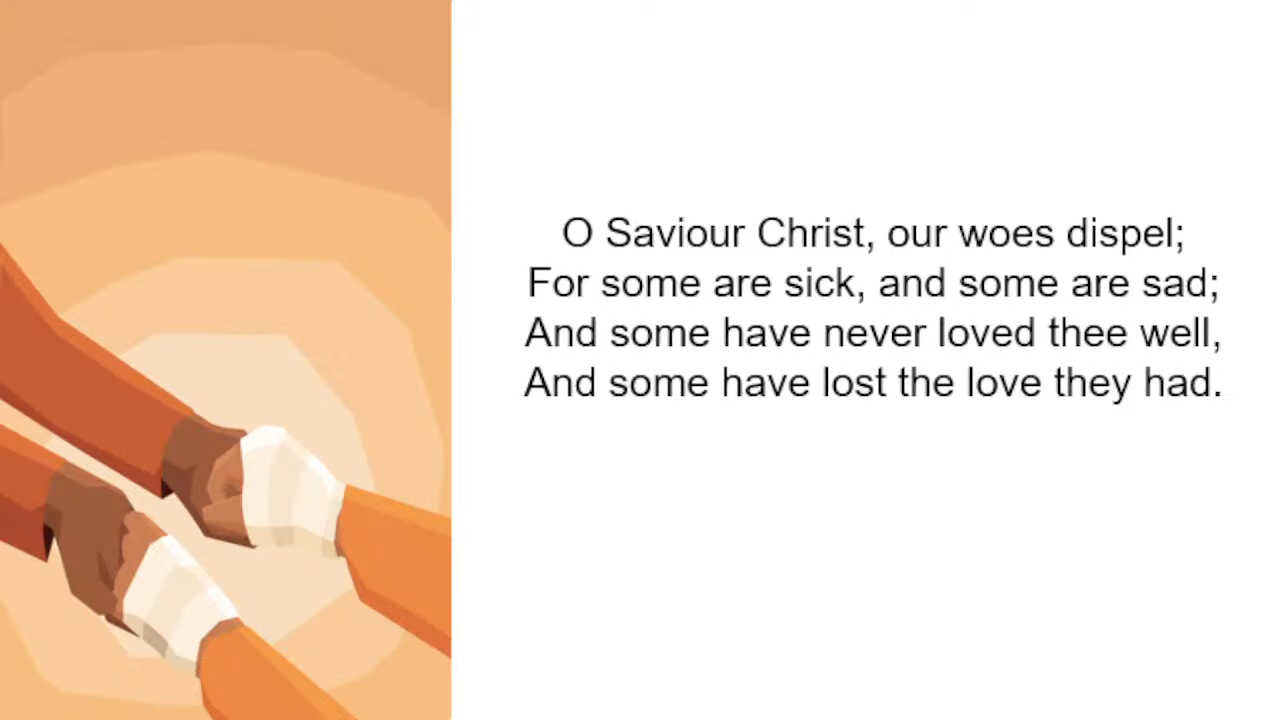 O Saviour Christ, our woes dispel;
For some are sick, and some are sad;
And some have never loved thee well,
And some have lost the love they had.